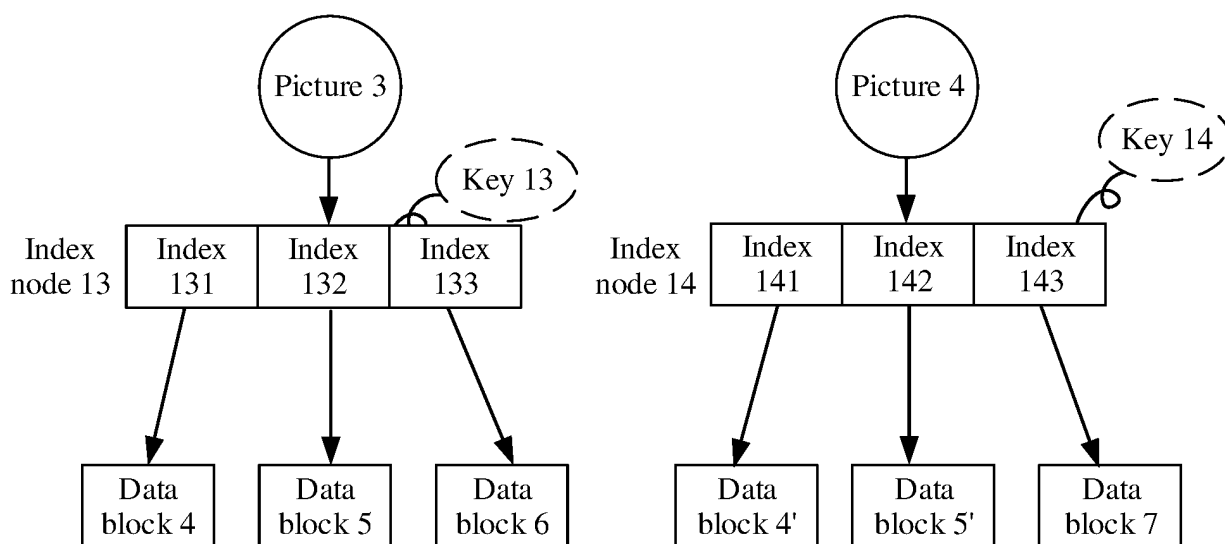 Picture 3
Key 13
Index
node 13
Index
131
Index
132
Index
133
Data
block 4
Data
block 5
Data
block 6
Picture 4
Key 14
Index
node 14
Index
141
Index
142
Index
143
Data
block 4'
Data
block 5'
Data
block 7